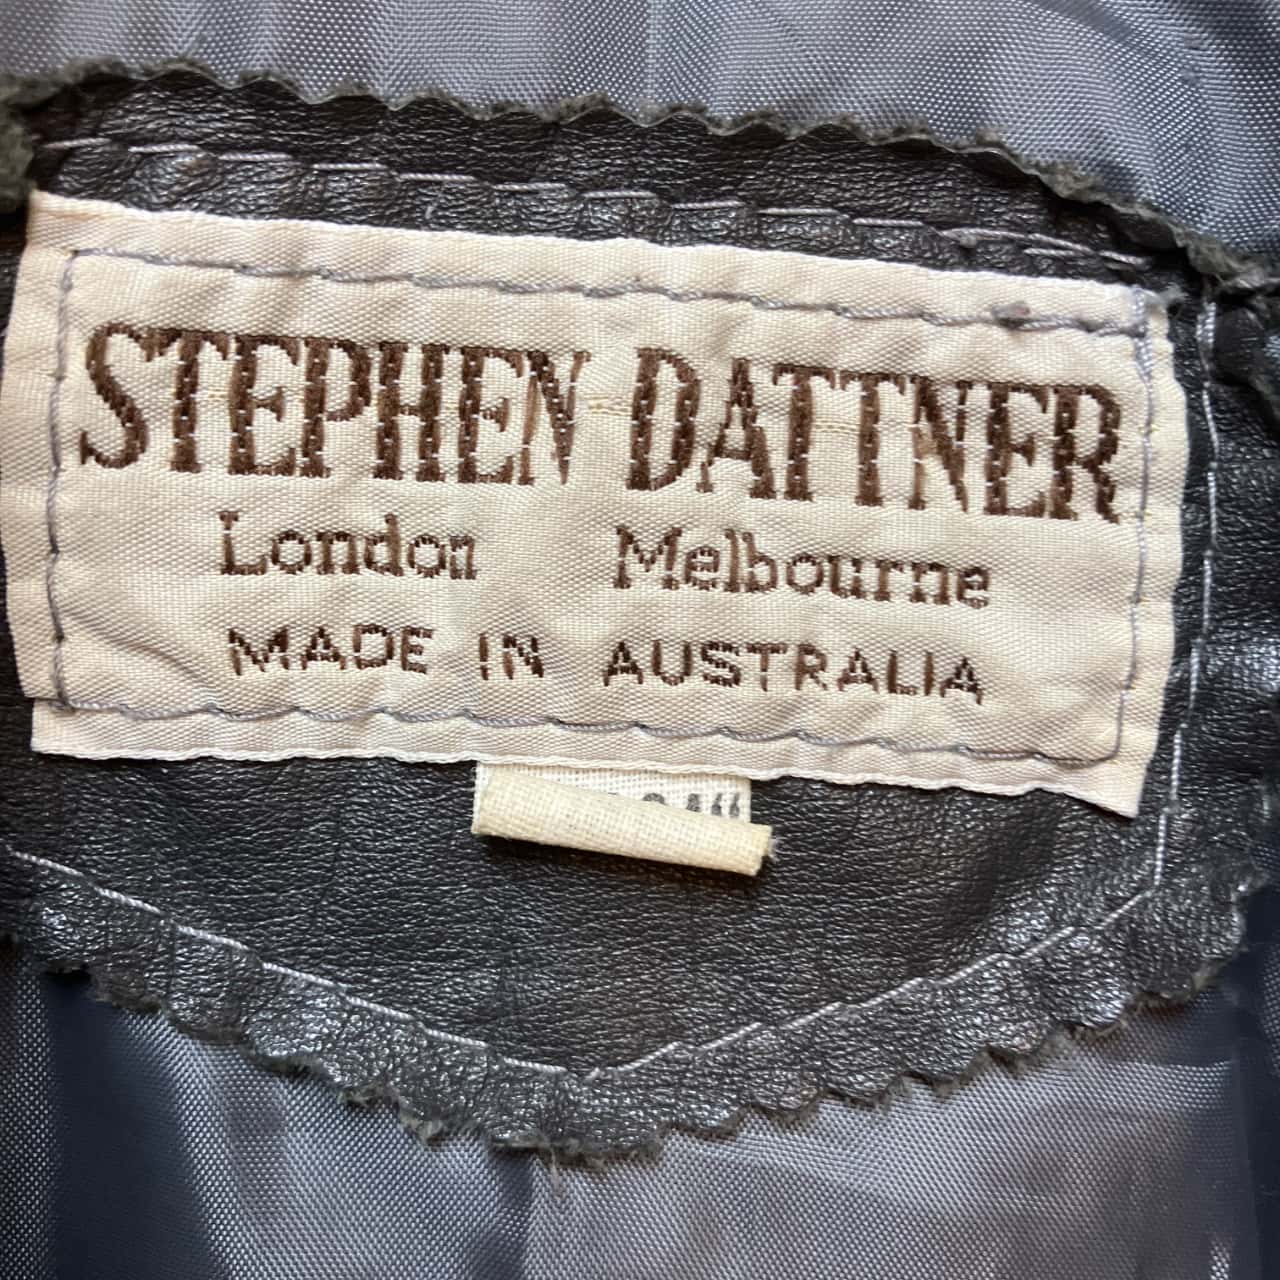 STEPHEN DATTNER
London Melbourne
MADE IN AUSTRALIA